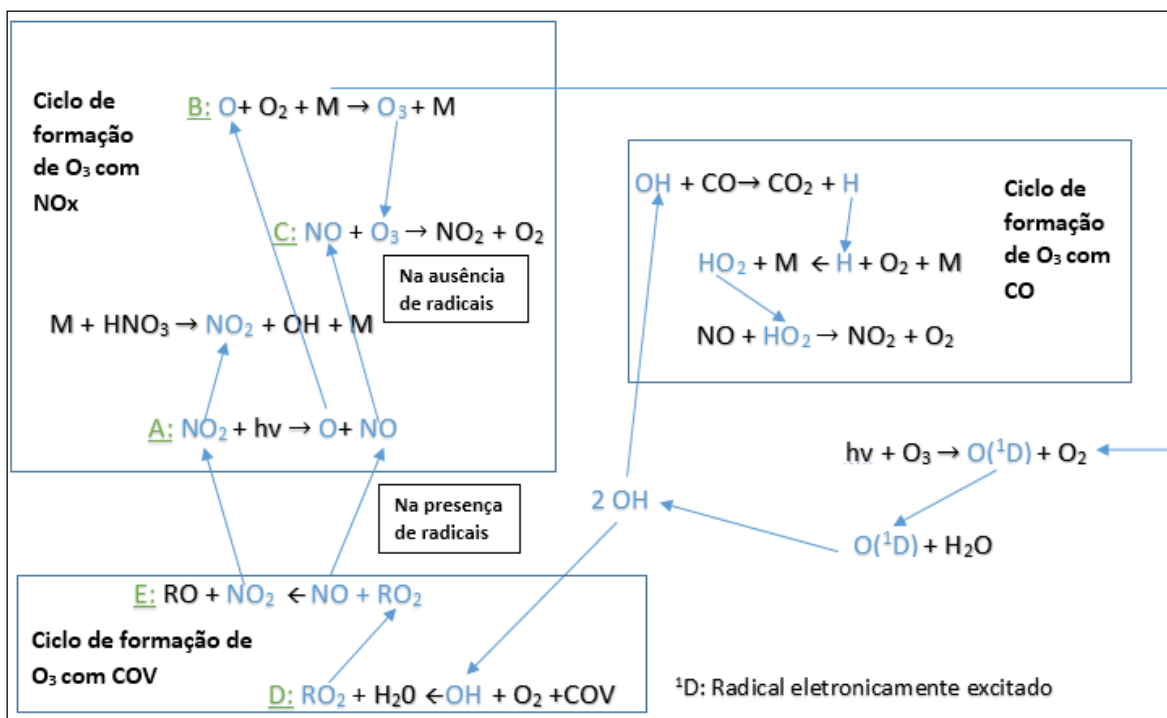 Ciclo de
formação
de O₃ com
NOx
B: O+ O₂ + M → O₃ + M
C: NO + O₃ → NO₂ + O₂
Na ausência
de radicais
M + HNO₃ → NO₂ + OH + M
A: NO₂ + hv → O+ NO
OH + CO→ CO₂ + H
Ciclo de
formação
de O₃ com
CO
HO₂ + M ← H + O₂ + M
NO + HO₂ → NO₂ + O₂
hv + O₃ → O(¹D) + O₂
2 OH
O(¹D) + H₂O
Na presença
de radicais
E: RO + NO₂ ← NO + RO₂
Ciclo de formação de
O₃ com COV
D: RO₂ + H₂0 ←OH + O₂ +COV
¹D: Radical eletronicamente excitado